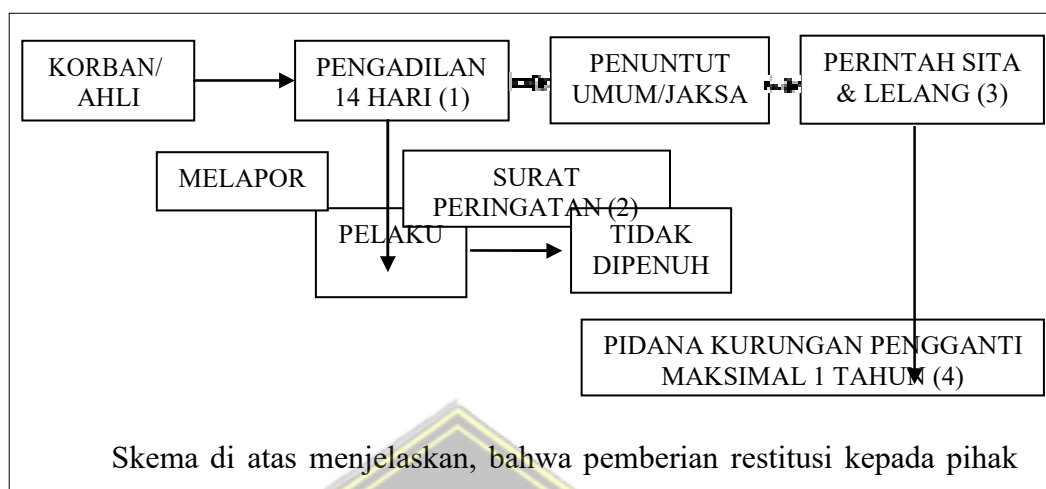 KORBAN/
AHLI
PENGADILAN
14 HARI (1)
PENUNTUT
UMUM/JAKSA
PERINTAH SITA
& LELANG (3)
MELAPOR
SURAT
PERINGATAN (2)
PELAKU
TIDAK
DIPENUH
PIDANA KURUNGAN PENGGANTI
MAKSIMAL 1 TAHUN (4)
Skema di atas menjelaskan, bahwa pemberian restitusi kepada pihak